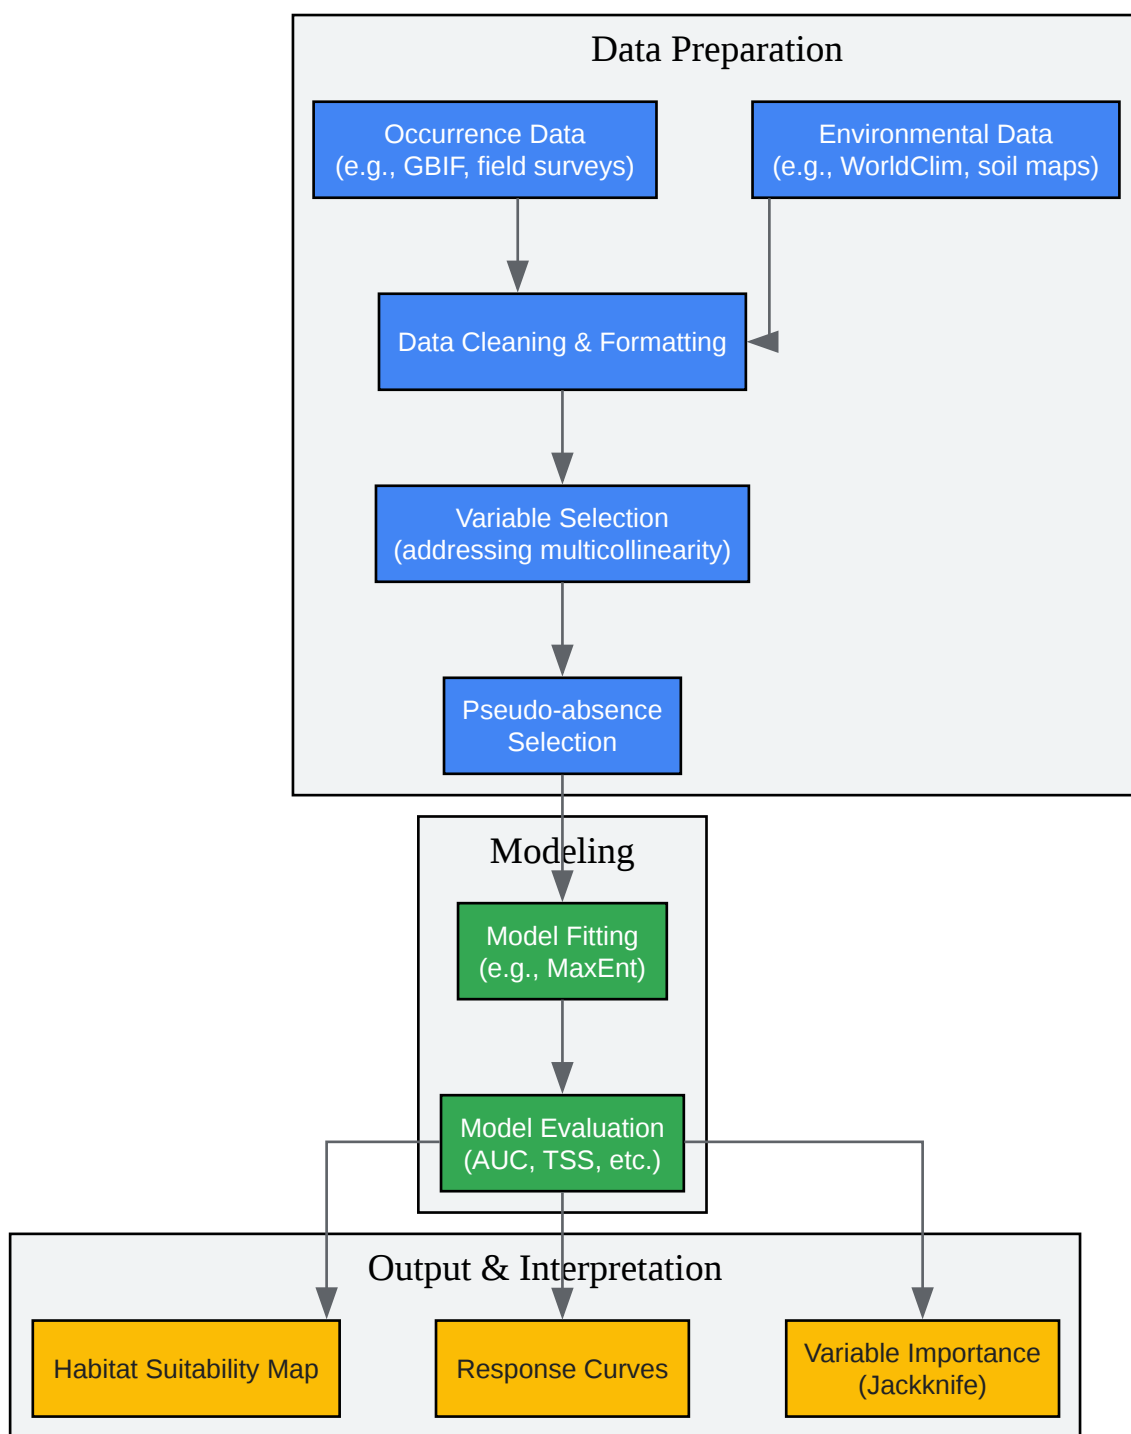 Data Preparation
Occurrence Data
(e.g., GBIF, field surveys)
Environmental Data
(e.g., WorldClim, soil maps)
Data Cleaning & Formatting
Variable Selection
(addressing multicollinearity)
Pseudo-absence
Selection
Modeling
Model Fitting
(e.g., MaxEnt)
Model Evaluation
(AUC, TSS, etc.)
Output & Interpretation
Habitat Suitability Map
Response Curves
Variable Importance
(Jackknife)